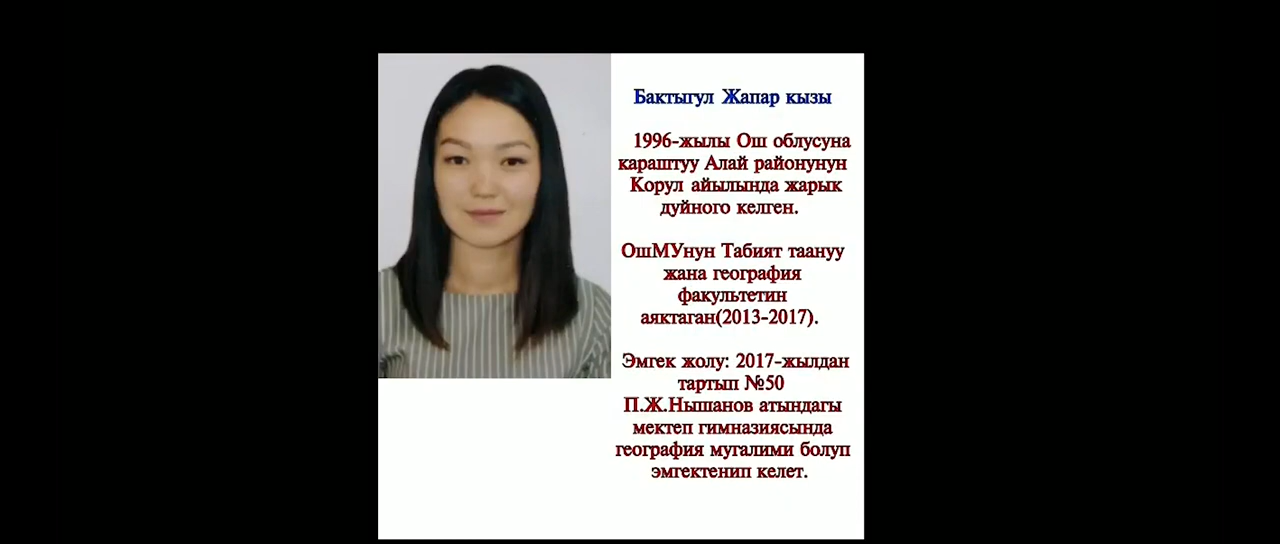 Бактыгул Жапар кызы
1996-жылы Ош облусуна
караштуу Алай районунун
Корул айылында жарык
дуйного келген.
ОшМУнун Табият таануу
жана география
факультетин
аяктаган(2013-2017).
Эмгек жолу: 2017-жылдан
тартып №50
П.Ж.Нышанов атындагы
мектеп гимназиясында
география мугалими болуп
эмгектенип келет.